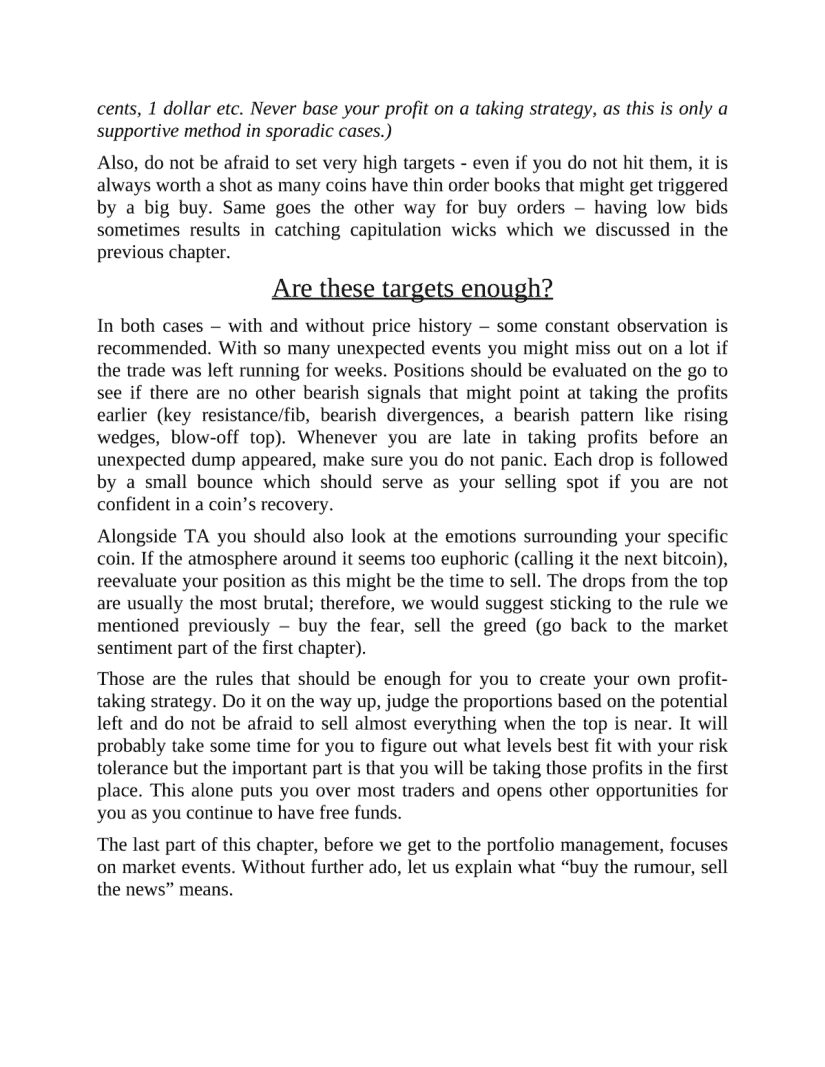 cents, 1 dollar etc. Never base your profit on a taking strategy, as this is only a
supportive method in sporadic cases.)
Also, do not be afraid to set very high targets - even if you do not hit them, it is
always worth a shot as many coins have thin order books that might get triggered
by a big buy. Same goes the other way for buy orders – having low bids
sometimes results in catching capitulation wicks which we discussed in the
previous chapter.
Are these targets enough?
In both cases – with and without price history – some constant observation is
recommended. With so many unexpected events you might miss out on a lot if
the trade was left running for weeks. Positions should be evaluated on the go to
see if there are no other bearish signals that might point at taking the profits
earlier (key resistance/fib, bearish divergences, a bearish pattern like rising
wedges, blow-off top). Whenever you are late in taking profits before an
unexpected dump appeared, make sure you do not panic. Each drop is followed
by a small bounce which should serve as your selling spot if you are not
confident in a coin’s recovery.
Alongside TA you should also look at the emotions surrounding your specific
coin. If the atmosphere around it seems too euphoric (calling it the next bitcoin),
reevaluate your position as this might be the time to sell. The drops from the top
are usually the most brutal; therefore, we would suggest sticking to the rule we
mentioned previously – buy the fear, sell the greed (go back to the market
sentiment part of the first chapter).
Those are the rules that should be enough for you to create your own profit-
taking strategy. Do it on the way up, judge the proportions based on the potential
left and do not be afraid to sell almost everything when the top is near. It will
probably take some time for you to figure out what levels best fit with your risk
tolerance but the important part is that you will be taking those profits in the first
place. This alone puts you over most traders and opens other opportunities for
you as you continue to have free funds.
The last part of this chapter, before we get to the portfolio management, focuses
on market events. Without further ado, let us explain what “buy the rumour, sell
the news” means.